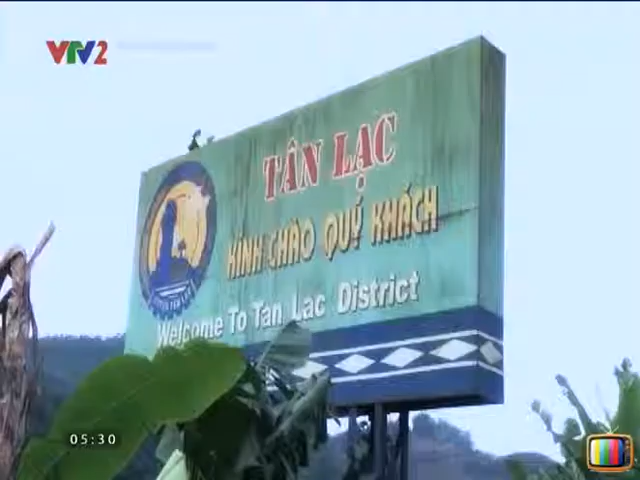 VTV2
TÂN LẠC
KÍNH CHÀO QUÝ KHÁCH
Welcome To Tan Lac District
05:30